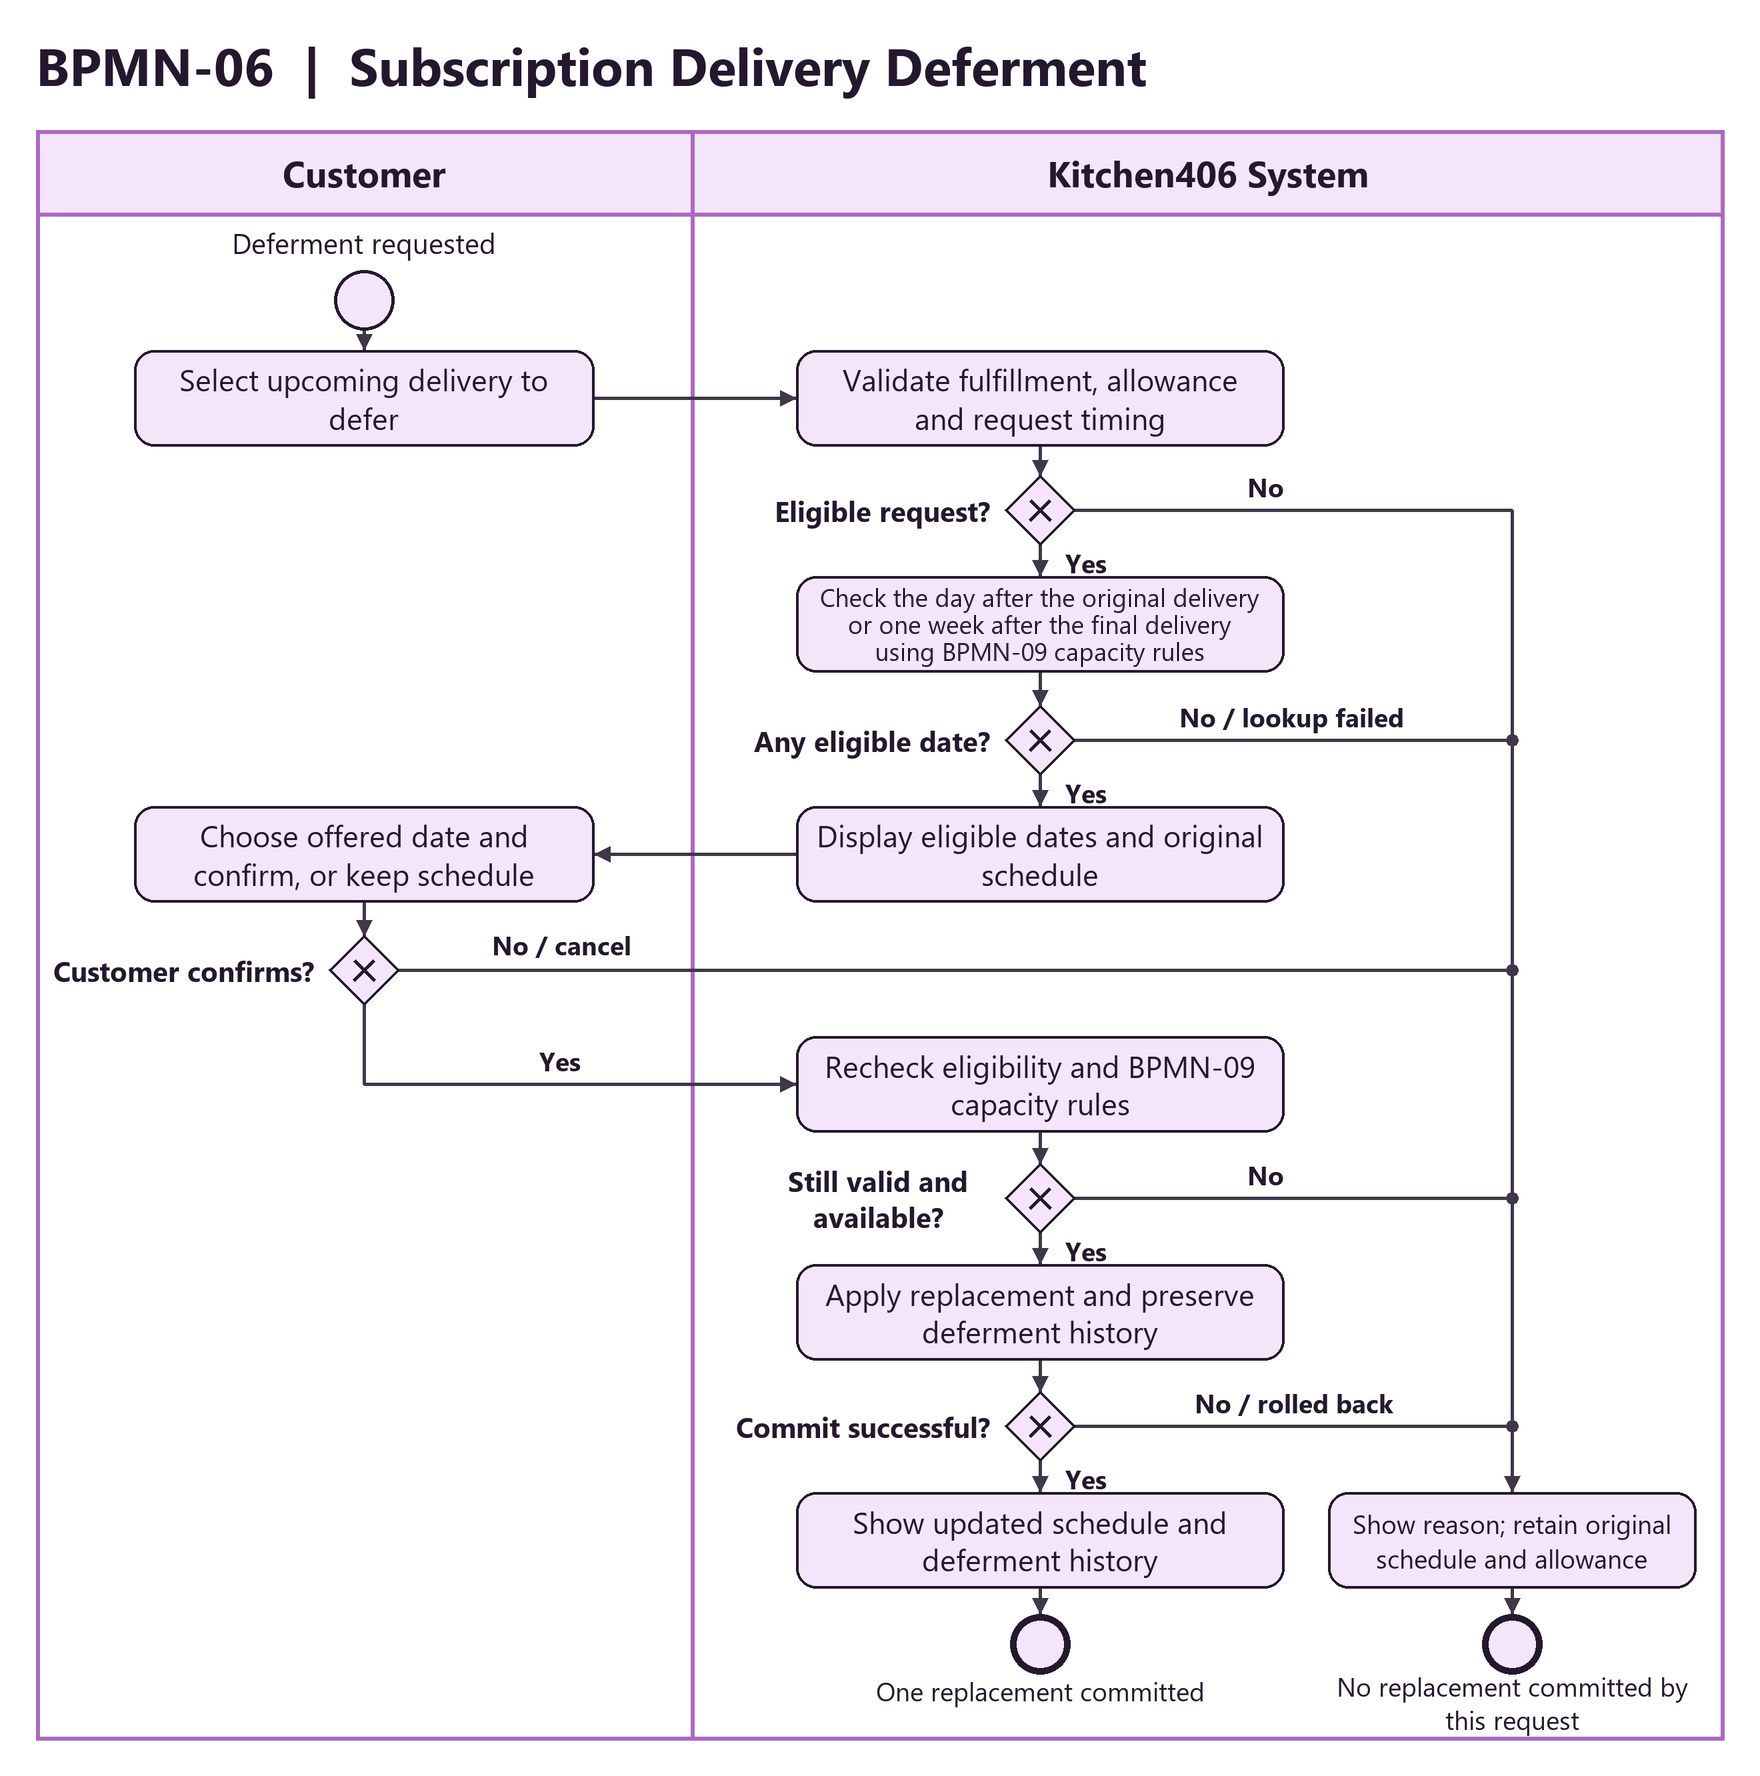 BPMN-06 | Subscription Delivery Deferment
Customer
Kitchen406 System
Deferment requested
Select upcoming delivery to
defer
Validate fulfillment, allowance
and request timing
Eligible request?
No
Yes
Check the day after the original delivery
or one week after the final delivery
using BPMN-09 capacity rules
Any eligible date?
No / lookup failed
Yes
Display eligible dates and original
schedule
Choose offered date and
confirm, or keep schedule
Customer confirms?
No / cancel
Yes
Recheck eligibility and BPMN-09
capacity rules
Still valid and
available?
No
Yes
Apply replacement and preserve
deferment history
Commit successful?
No / rolled back
Yes
Show updated schedule and
deferment history
Show reason; retain original
schedule and allowance
One replacement committed
No replacement committed by
this request